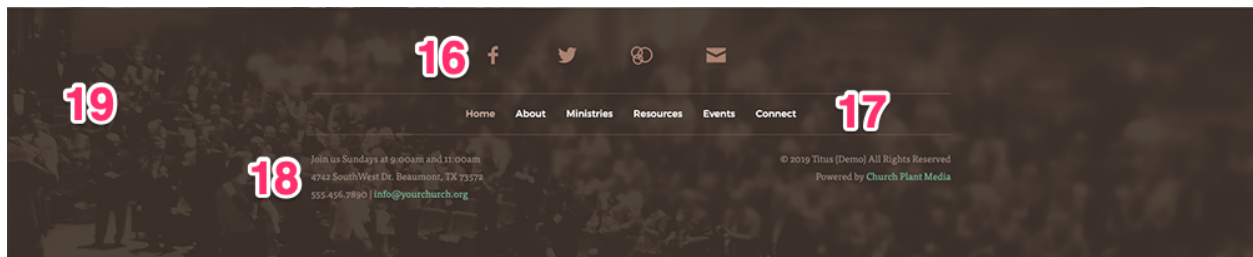 16
19
Home About Ministries Resources Events Connect
17
18
Join us Sundays at 9:00am and 11:00am
4742 SouthWest Dr. Beaumont, TX 73572
555.456.7890 | info@yourchurch.org
© 2019 Titus (Demo) All Rights Reserved
Powered by Church Plant Media